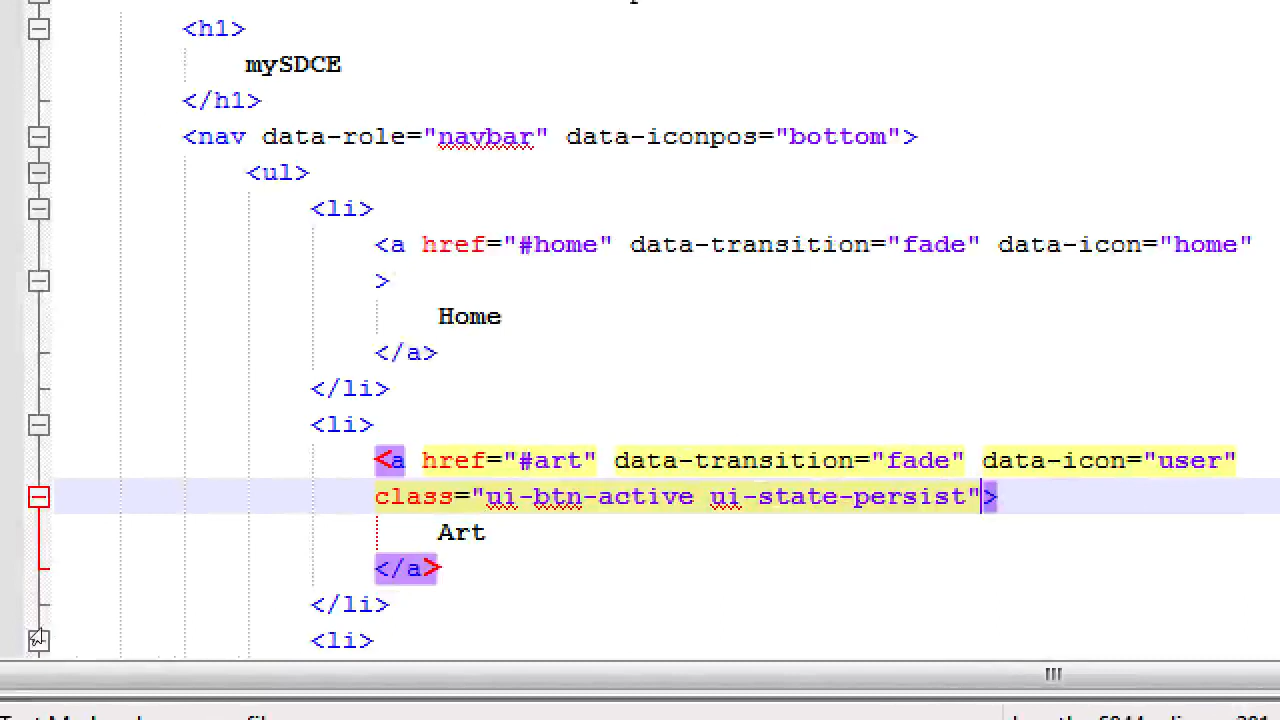 <h1>
mySDCE
</h1>
<nav data-role="navbar" data-iconpos="bottom">
<ul>
<li>
<a href="#home" data-transition="fade" data-icon="home"
>
Home
</a>
</li>
<li>
<a href="#art" data-transition="fade" data-icon="user"
class="ui-btn-active ui-state-persist">
Art
</a>
</li>
<li>